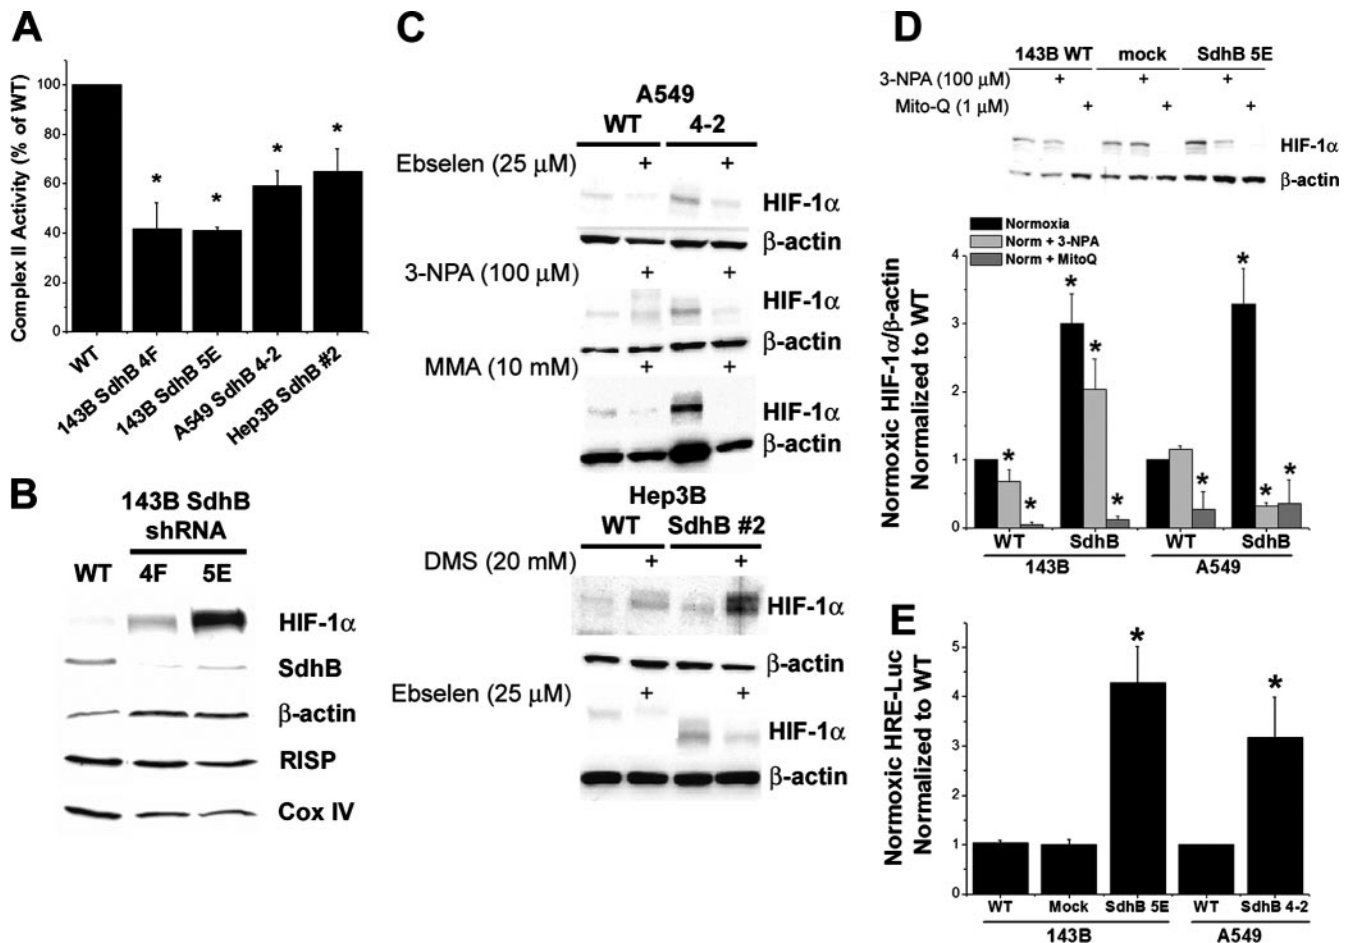 A
Complex II Activity (% of WT)
100
80
60
40
20
0
* * * *
WT
143B SdhB 4F
143B SdhB 5E
A549 SdhB 4-2
Hep3B SdhB #2
B
143B SdhB
shRNA
WT 4F 5E
HIF-1α
SdhB
β-actin
RISP
Cox IV
C
A549
WT 4-2
Ebselen (25 μM) + +
HIF-1α
β-actin
3-NPA (100 μM) + +
HIF-1α
β-actin
MMA (10 mM) + +
HIF-1α
β-actin
Hep3B
WT SdhB #2
DMS (20 mM) + +
HIF-1α
β-actin
Ebselen (25 μM) + +
HIF-1α
β-actin
D
143B WT mock SdhB 5E
3-NPA (100 μM) + + +
Mito-Q (1 μM) + + +
HIF-1α
β-actin
Normoxia
Norm + 3-NPA
Norm + MitoQ
Normoxic HIF-1α/β-actin
Normalized to WT
4
3
2
1
0
* * * * * * * * *
WT SdhB WT SdhB
143B A549
E
Normoxic HRE-Luc
Normalized to WT
5
4
3
2
1
0
* *
WT Mock SdhB 5E WT SdhB 4-2
143B A549